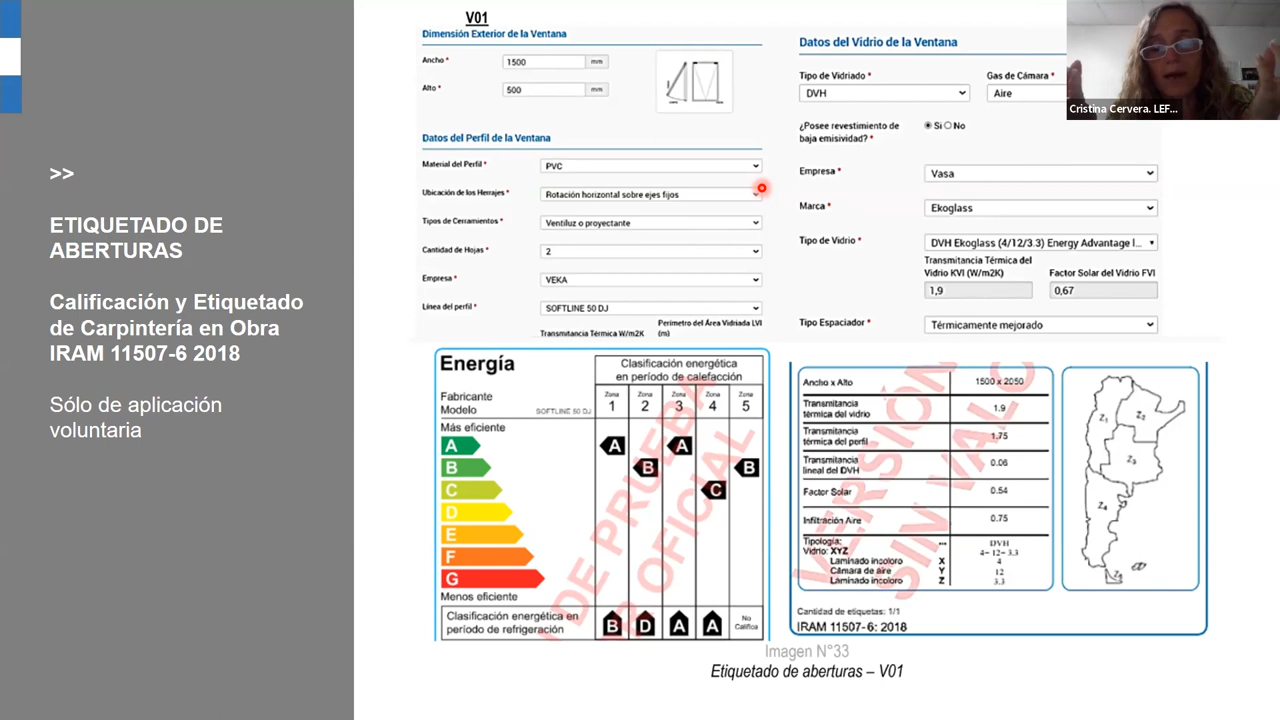 >>
ETIQUETADO DE
ABERTURAS
Calificación y Etiquetado
de Carpintería en Obra
IRAM 11507-6 2018
Sólo de aplicación
voluntaria
V01
Dimensión Exterior de la Ventana
Ancho * 1500 mm
Alto * 500 mm
Datos del Perfil de la Ventana
Material del Perfil * PVC
Ubicación de los Herrajes * Rotación horizontal sobre ejes fijos
Tipos de Cerramientos * Ventiluz o proyectante
Cantidad de Hojas * 2
Empresa * VEKA
Línea del perfil * SOFTLINE 50 DJ
Transmitancia Térmica W/m2K
Perímetro del Área Vidriada LVI
(m)
Datos del Vidrio de la Ventana
Tipo de Vidriado * Gas de Cámara *
DVH Aire
¿Posee revestimiento de
baja emisividad? * Si No
Empresa * Vasa
Marca * Ekoglass
Tipo de Vidrio * DVH Ekoglass (4/12/3.3) Energy Advantage l...
Transmitancia Térmica del
Vidrio KVI (W/m2K)
Factor Solar del Vidrio FVI
1,9 0,67
Tipo Espaciador * Térmicamente mejorado
Cristina Cervera. LEF...
Energía
Clasificación energética
en período de calefacción
Fabricante
Modelo SOFTLINE 50 DJ
Zona 1 Zona 2 Zona 3 Zona 4 Zona 5
Más eficiente
A A A
B B B
C C
D
E
F
G
Menos eficiente
Clasificación energética en
período de refrigeración
B D A A No Califica
DE PRUEBA
OFICIAL
Ancho x Alto 1500 x 2050
Transmitancia
térmica del vidrio 1.9
Transmitancia
térmica del perfil 1.75
Transmitancia
lineal del DVH 0.06
Factor Solar 0.54
Infiltración Aire 0.75
Tipología: ... DVH
Vidrio: XYZ 4- 12- 3.3
Laminado incoloro X 4
Cámara de aire Y 12
Laminado incoloro Z 3.3
VERSIÓN
SIN VALO
Z1
Z2
Z3
Z4
Cantidad de etiquetas: 1/1
IRAM 11507-6: 2018
Imagen N°33
Etiquetado de aberturas – V01